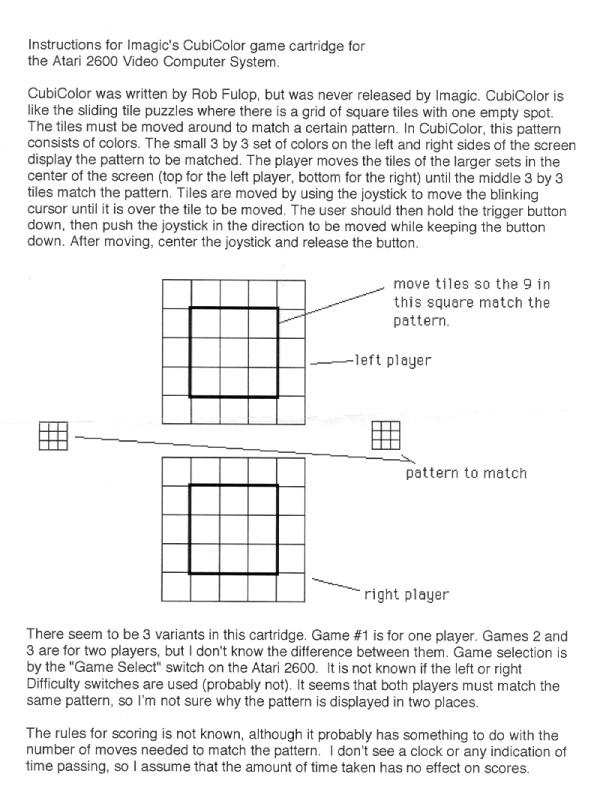 Instructions for Imagic's CubiColor game cartridge for
the Atari 2600 Video Computer System.
CubiColor was written by Rob Fulop, but was never released by Imagic. CubiColor is
like the sliding tile puzzles where there is a grid of square tiles with one empty spot.
The tiles must be moved around to match a certain pattern. In CubiColor, this pattern
consists of colors. The small 3 by 3 set of colors on the left and right sides of the screen
display the pattern to be matched. The player moves the tiles of the larger sets in the
center of the screen (top for the left player, bottom for the right) until the middle 3 by 3
tiles match the pattern. Tiles are moved by using the joystick to move the blinking
cursor until it is over the tile to be moved. The user should then hold the trigger button
down, then push the joystick in the direction to be moved while keeping the button
down. After moving, center the joystick and release the button.
move tiles so the 9 in
this square match the
pattern.
left player
pattern to match
right player
There seem to be 3 variants in this cartridge. Game #1 is for one player. Games 2 and
3 are for two players, but I don't know the difference between them. Game selection is
by the "Game Select" switch on the Atari 2600. It is not known if the left or right
Difficulty switches are used (probably not). It seems that both players must match the
same pattern, so I'm not sure why the pattern is displayed in two places.
The rules for scoring is not known, although it probably has something to do with the
number of moves needed to match the pattern. I don't see a clock or any indication of
time passing, so I assume that the amount of time taken has no effect on scores.